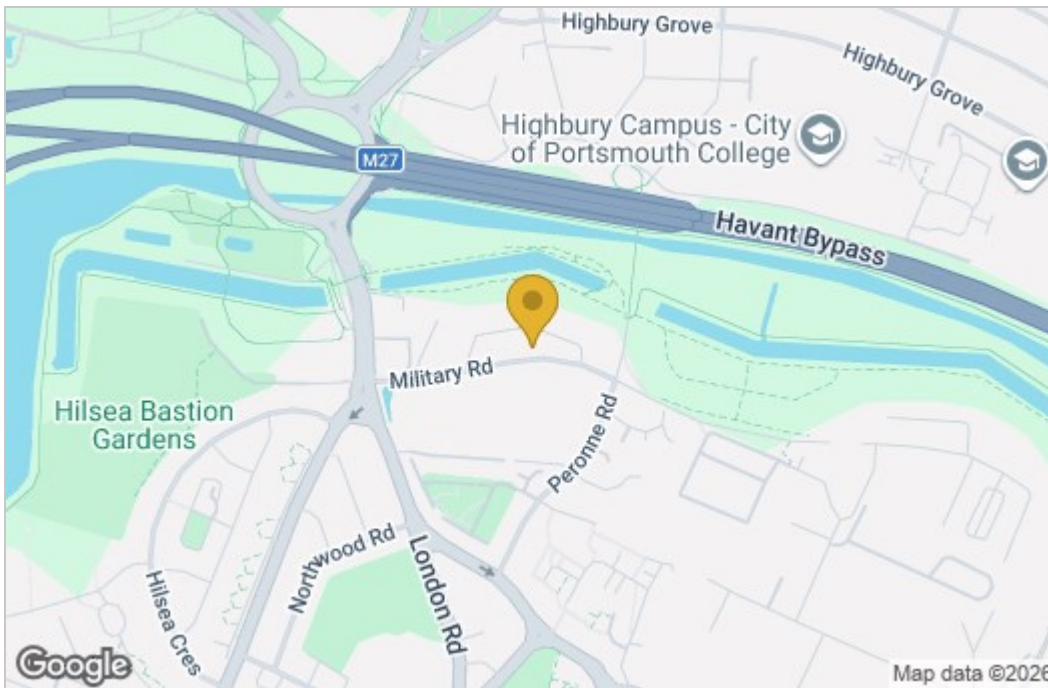 Highbury Grove
Highbury Grove
Highbury Campus - City
of Portsmouth College
M27
Havant Bypass
Military Rd
Hilsea Bastion
Gardens
Peronne Rd
Northwood Rd
London Rd
Hilsea Cres
Google
Map data ©2026